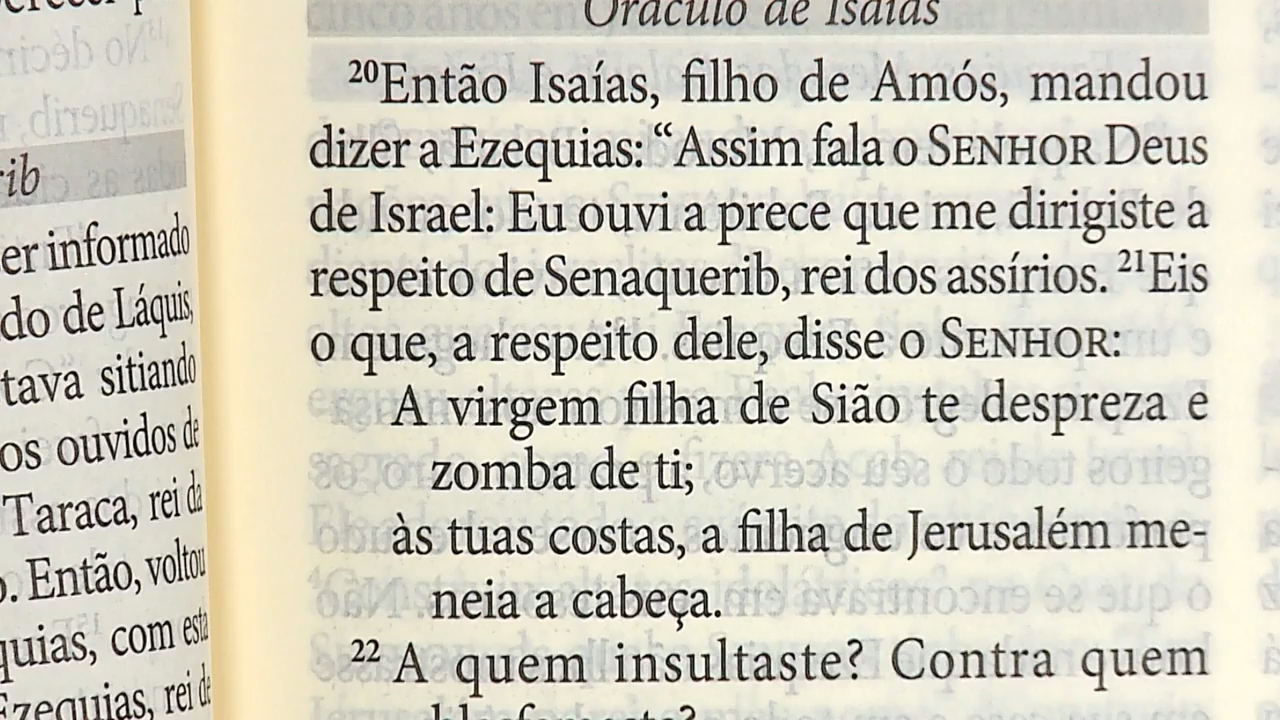 rib
er informado
do de Láquis,
tava sitiando
os ouvidos de
Taraca, rei da
o. Então, voltou
quias, com esta
Ezequias, rei de
Oráculo de Isaías
²⁰Então Isaías, filho de Amós, mandou
dizer a Ezequias: “Assim fala o SENHOR Deus
de Israel: Eu ouvi a prece que me dirigiste a
respeito de Senaquerib, rei dos assírios. ²¹Eis
o que, a respeito dele, disse o SENHOR:
A virgem filha de Sião te despreza e
zomba de ti;
às tuas costas, a filha de Jerusalém me-
neia a cabeça.
²² A quem insultaste? Contra quem
blasfemaste?